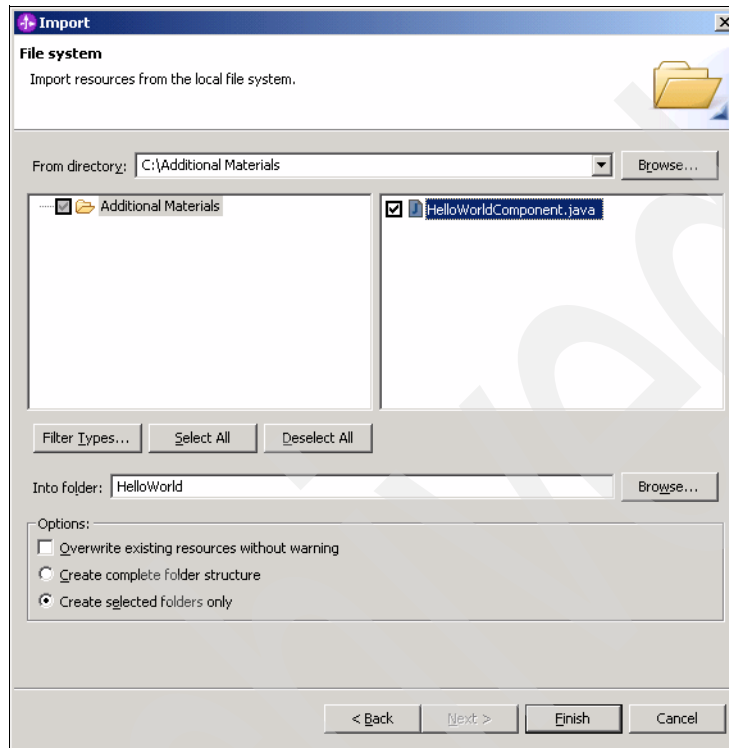 Import
File system
Import resources from the local file system.
From directory: C:\Additional Materials Browse...
Additional Materials HelloWorldComponent.java
Filter Types... Select All Deselect All
Into folder: HelloWorld Browse...
Options:
Overwrite existing resources without warning
Create complete folder structure
Create selected folders only
< Back Next > Finish Cancel